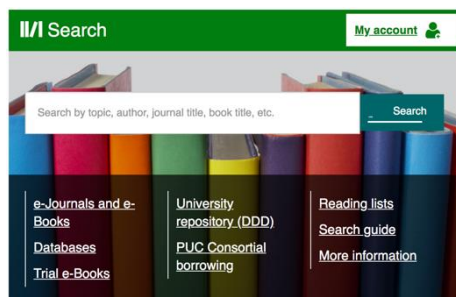 Search
My account
Search by topic, author, journal title, book title, etc.
Search
e-Journals and e-
Books
Databases
Trial e-Books
University
repository (DDD)
PUC Consortial
borrowing
Reading lists
Search guide
More information